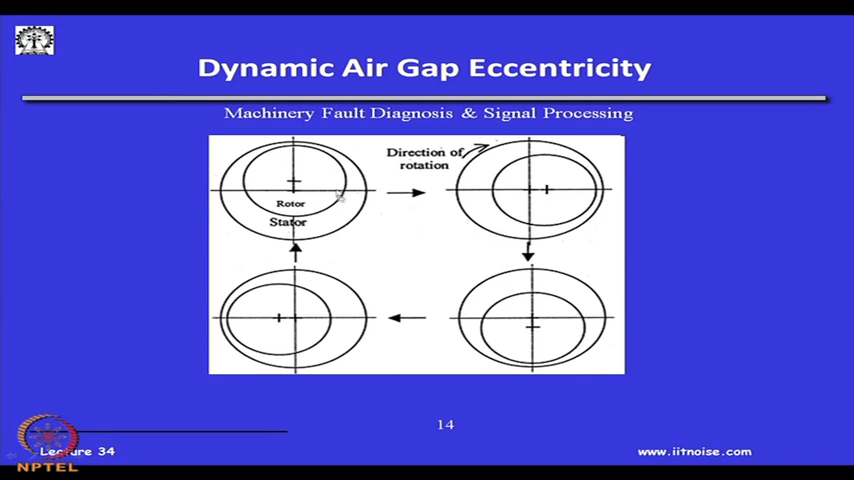 Dynamic Air Gap Eccentricity
Machinery Fault Diagnosis & Signal Processing
Direction of
rotation
Rotor
Stator
14
Lecture 34
www.iitnoise.com
NPTEL